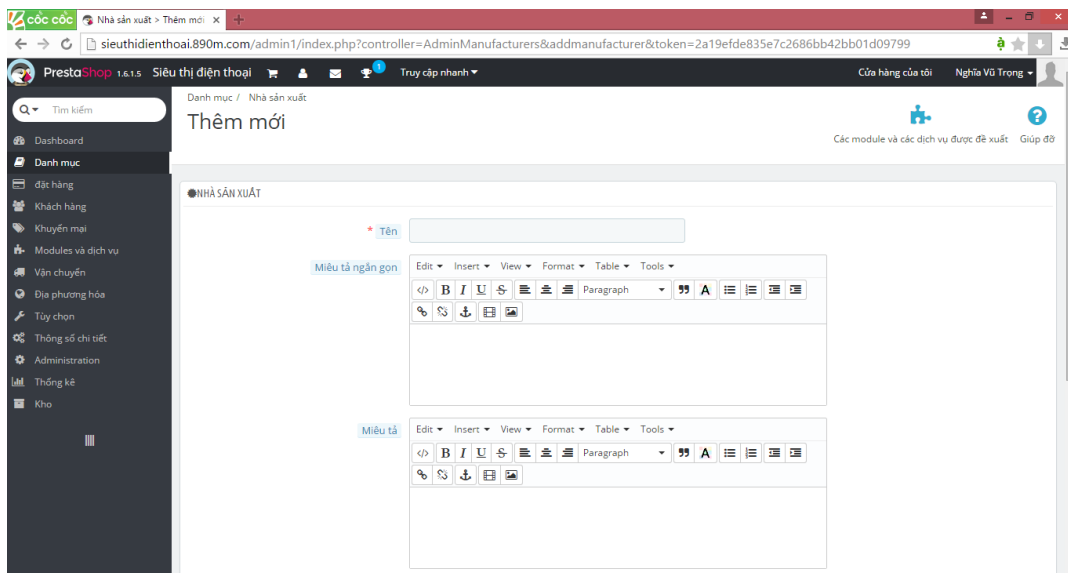 cốc cốc Nhà sản xuất > Thêm mới
sieuthidienthoai.890m.com/admin1/index.php?controller=AdminManufacturers&addmanufacturer&token=2a19efde835e7c2686bb42bb01d09799
PrestaShop 1.6.1.5 Siêu thị điện thoại 1 Truy cập nhanh Cửa hàng của tôi Nghĩa Vũ Trọng
Tìm kiếm
Dashboard
Danh mục
đặt hàng
Khách hàng
Khuyến mại
Modules và dịch vụ
Vận chuyển
Địa phương hóa
Tùy chọn
Thông số chi tiết
Administration
Thống kê
Kho
Danh mục / Nhà sản xuất
Thêm mới
Các module và các dịch vụ được đề xuất Giúp đỡ
NHÀ SẢN XUẤT
* Tên
Miêu tả ngắn gọn
Edit Insert View Format Table Tools
B I U S Paragraph A
Miêu tả
Edit Insert View Format Table Tools
B I U S Paragraph A